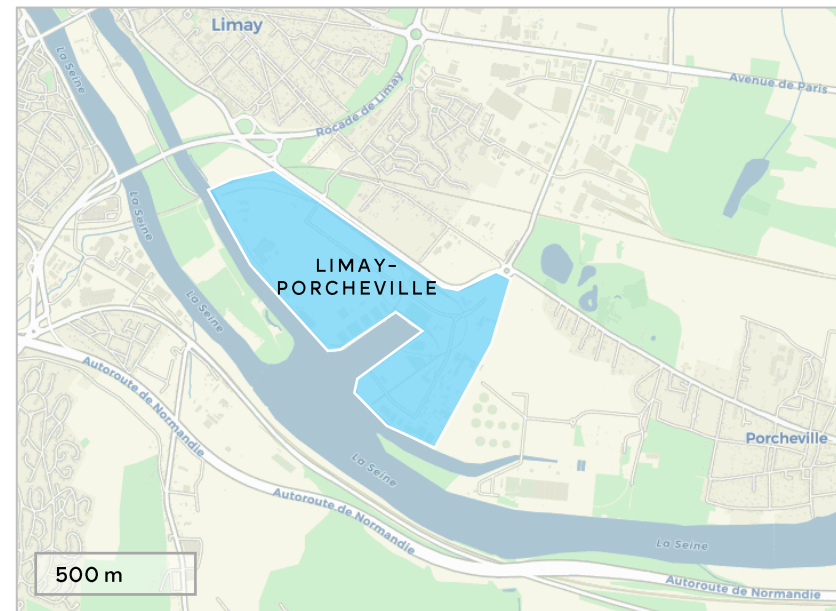 Limay
La Seine
Avenue de Paris
Rocade de Limay
La Seine
LIMAY-
PORCHEVILLE
La Seine
Autoroute de Normandie
Porcheville
La Seine
Autoroute de Normandie
La Seine
500 m
Autoroute de Normandie